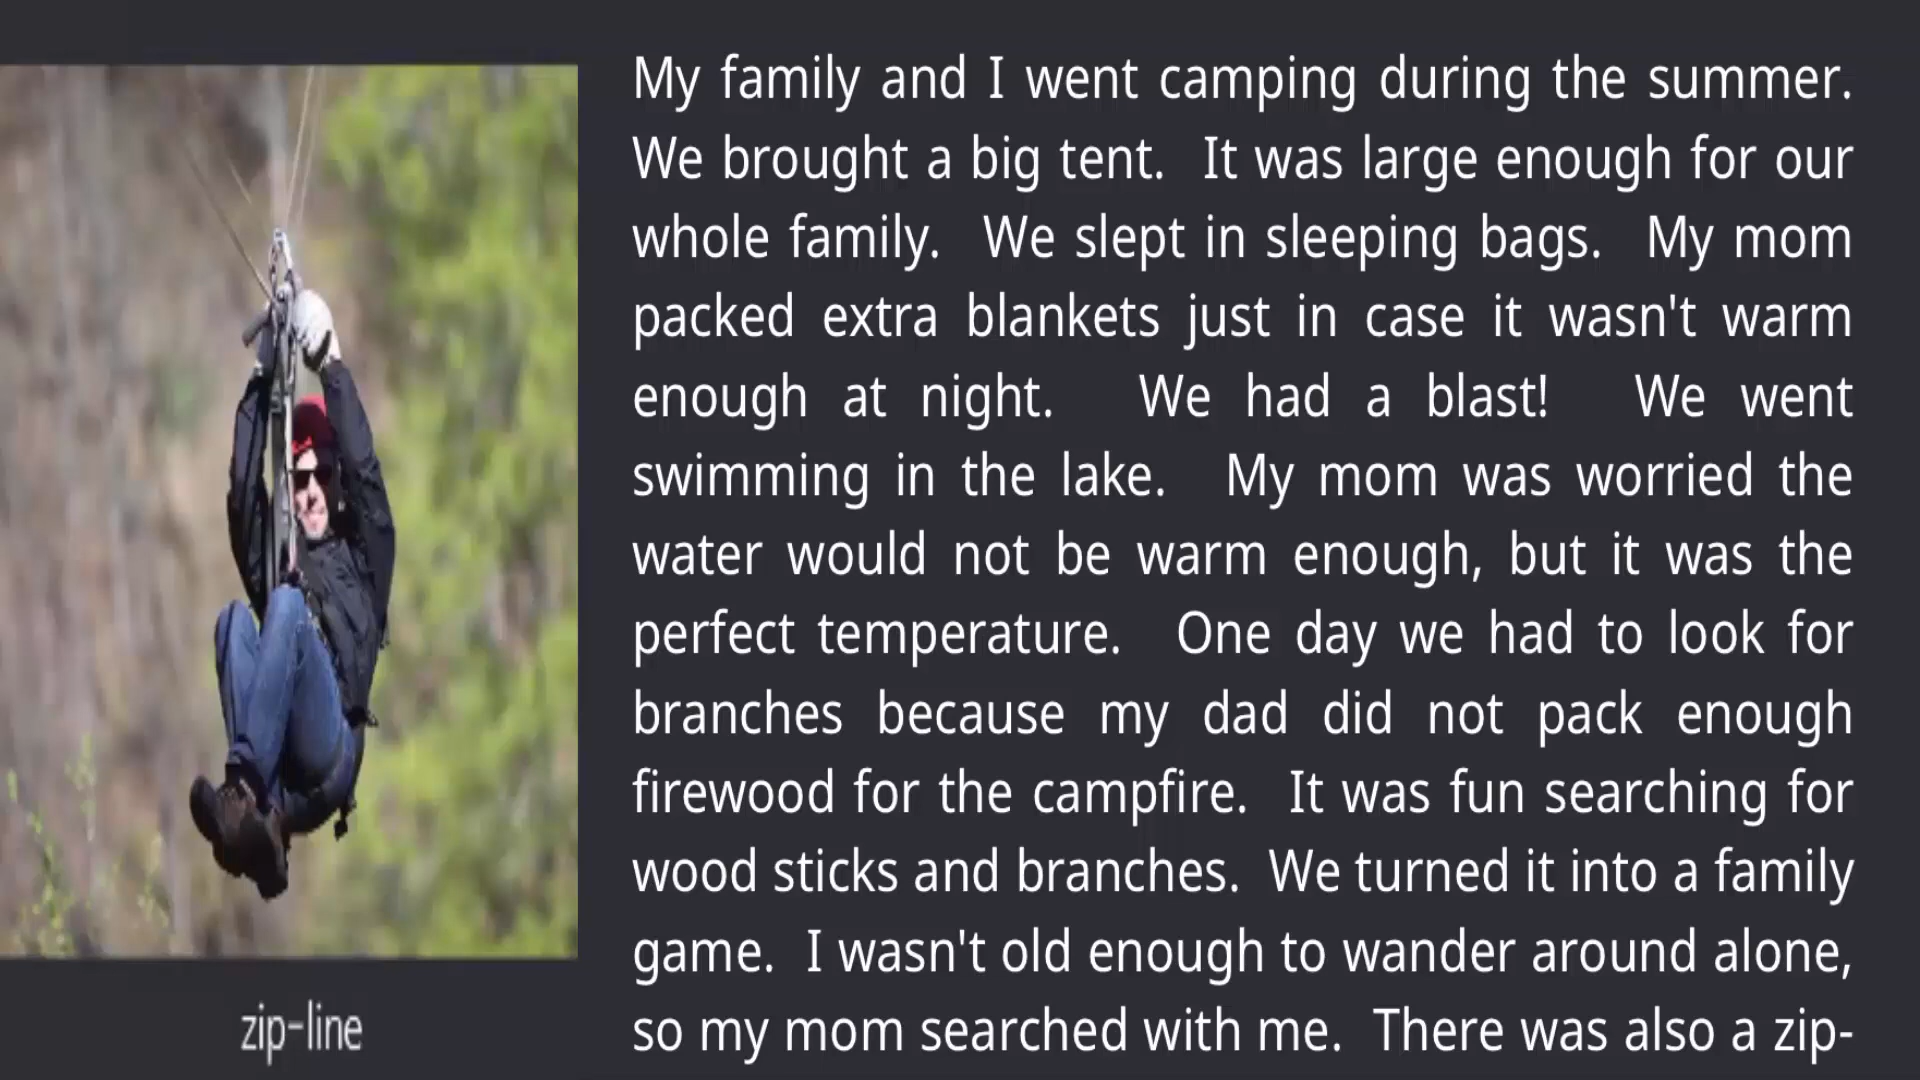 My family and I went camping during the summer.
We brought a big tent. It was large enough for our
whole family. We slept in sleeping bags. My mom
packed extra blankets just in case it wasn't warm
enough at night. We had a blast! We went
swimming in the lake. My mom was worried the
water would not be warm enough, but it was the
perfect temperature. One day we had to look for
branches because my dad did not pack enough
firewood for the campfire. It was fun searching for
wood sticks and branches. We turned it into a family
game. I wasn't old enough to wander around alone,
so my mom searched with me. There was also a zip-
zip-line